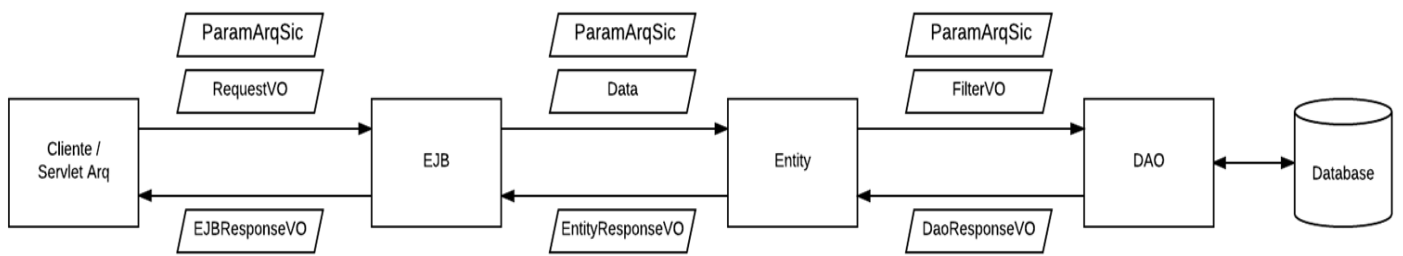 ParamArqSic
ParamArqSic
ParamArqSic
RequestVO
Data
FilterVO
Cliente /
Servlet Arq
EJB
Entity
DAO
Database
EJBResponseVO
EntityResponseVO
DaoResponseVO